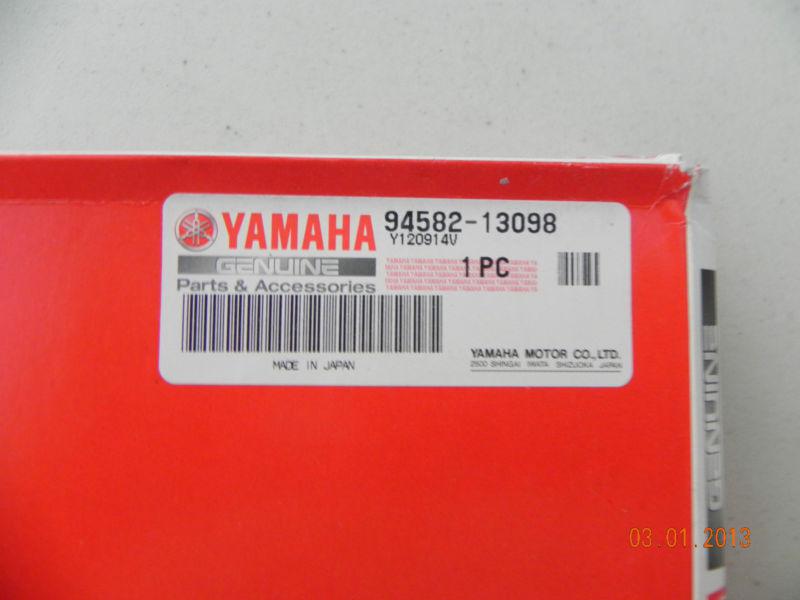 YAMAHA 94582-13098
Y120914V
GENUINE 1 PC
Parts & Accessories
MADE IN JAPAN
YAMAHA MOTOR CO.,LTD.
2500 SHINGAI IWATA SHIZUOKA JAPAN
GENUINE
03.01.2013